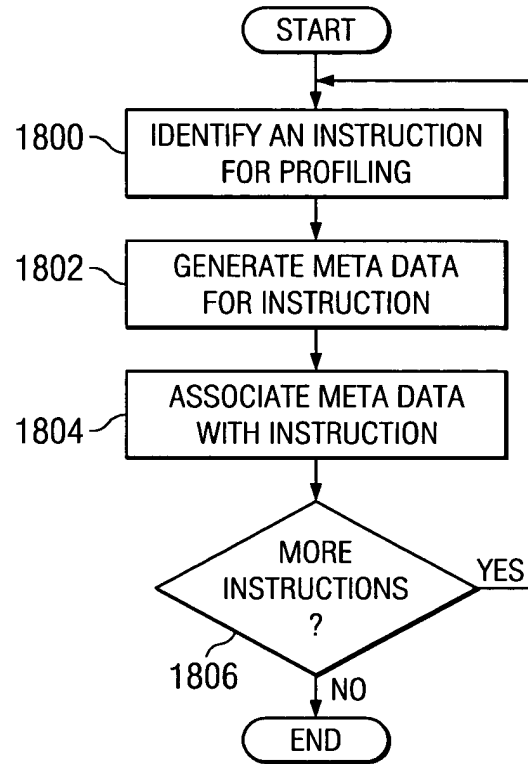 START
1800
IDENTIFY AN INSTRUCTION
FOR PROFILING
1802
GENERATE META DATA
FOR INSTRUCTION
1804
ASSOCIATE META DATA
WITH INSTRUCTION
MORE
INSTRUCTIONS
?
YES
1806
NO
END